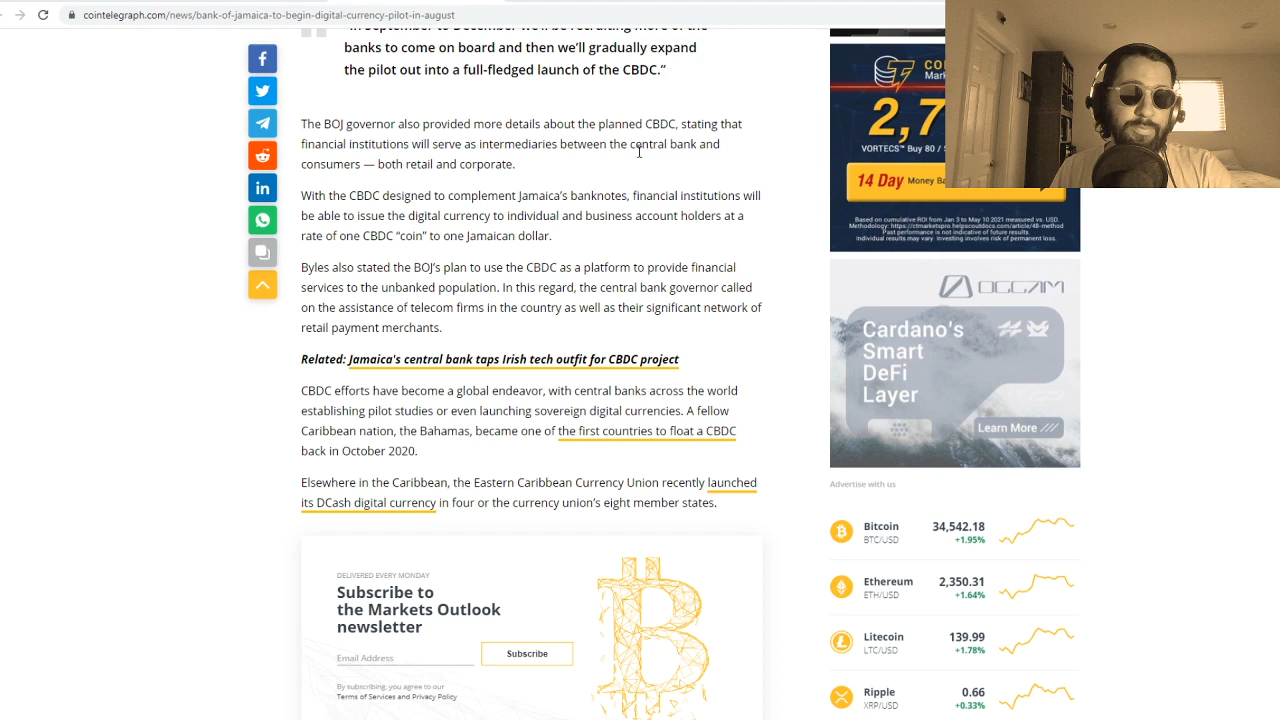 cointelegraph.com/news/bank-of-jamaica-to-begin-digital-currency-pilot-in-august
banks to come on board and then we'll gradually expand
the pilot out into a full-fledged launch of the CBDC.”
The BOJ governor also provided more details about the planned CBDC, stating that
financial institutions will serve as intermediaries between the central bank and
consumers — both retail and corporate.
With the CBDC designed to complement Jamaica's banknotes, financial institutions will
be able to issue the digital currency to individual and business account holders at a
rate of one CBDC “coin” to one Jamaican dollar.
Byles also stated the BOJ's plan to use the CBDC as a platform to provide financial
services to the unbanked population. In this regard, the central bank governor called
on the assistance of telecom firms in the country as well as their significant network of
retail payment merchants.
Related: Jamaica's central bank taps Irish tech outfit for CBDC project
CBDC efforts have become a global endeavor, with central banks across the world
establishing pilot studies or even launching sovereign digital currencies. A fellow
Caribbean nation, the Bahamas, became one of the first countries to float a CBDC
back in October 2020.
Elsewhere in the Caribbean, the Eastern Caribbean Currency Union recently launched
its DCash digital currency in four or the currency union's eight member states.
DELIVERED EVERY MONDAY
Subscribe to
the Markets Outlook
newsletter
Email Address
Subscribe
By subscribing, you agree to our
Terms of Services and Privacy Policy
CO
Mark
2,7
VORTECS™ Buy 80 /
14 Day Money Ba
Based on cumulative ROI from Jan 3 to May 10 2021 measured vs. USD.
Methodology: https://ctmarketspro.helpscoutdocs.com/article/48-method
Past performance is not indicative of future results.
Individual results may vary. Investing involves risk of permanent loss.
OCCAM
Cardano's
Smart
DeFi
Layer
Learn More
Advertise with us
Bitcoin 34,542.18
BTC/USD +1.95%
Ethereum 2,350.31
ETH/USD +1.64%
Litecoin 139.99
LTC/USD +1.78%
Ripple 0.66
XRP/USD +0.33%